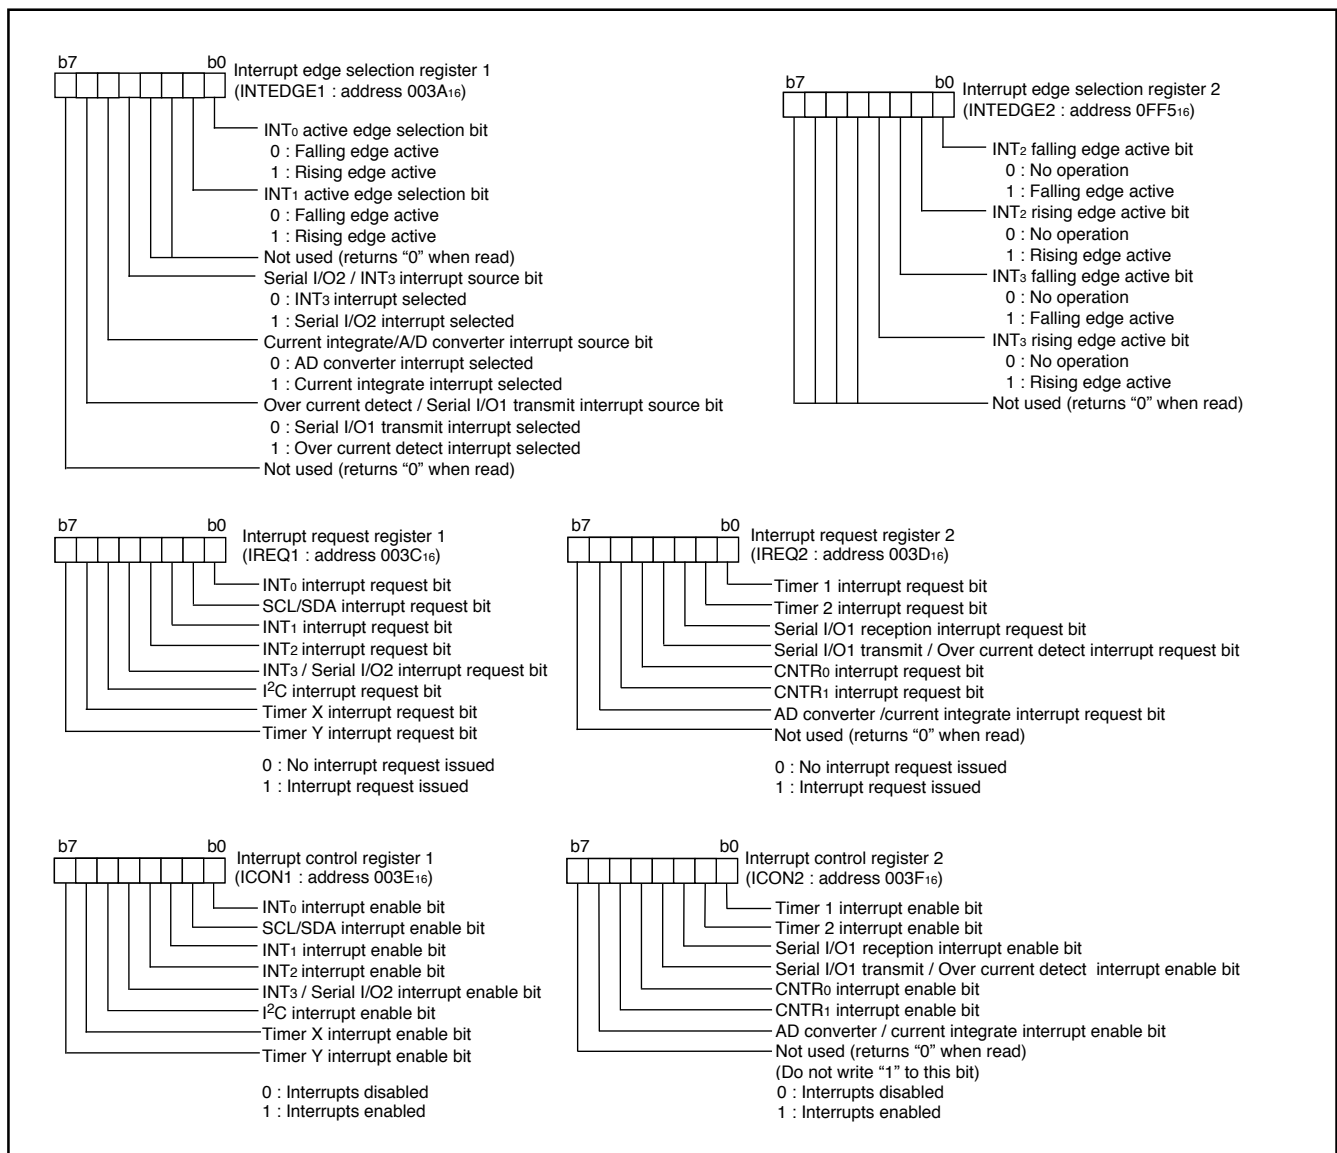 b7 b0
Interrupt edge selection register 1
(INTEDGE1 : address 003A16)
INT0 active edge selection bit
0 : Falling edge active
1 : Rising edge active
INT1 active edge selection bit
0 : Falling edge active
1 : Rising edge active
Not used (returns “0” when read)
Serial I/O2 / INT3 interrupt source bit
0 : INT3 interrupt selected
1 : Serial I/O2 interrupt selected
Current integrate/A/D converter interrupt source bit
0 : AD converter interrupt selected
1 : Current integrate interrupt selected
Over current detect / Serial I/O1 transmit interrupt source bit
0 : Serial I/O1 transmit interrupt selected
1 : Over current detect interrupt selected
Not used (returns “0” when read)
b7 b0
Interrupt edge selection register 2
(INTEDGE2 : address 0FF516)
INT2 falling edge active bit
0 : No operation
1 : Falling edge active
INT2 rising edge active bit
0 : No operation
1 : Rising edge active
INT3 falling edge active bit
0 : No operation
1 : Falling edge active
INT3 rising edge active bit
0 : No operation
1 : Rising edge active
Not used (returns “0” when read)
b7 b0
Interrupt request register 1
(IREQ1 : address 003C16)
INT0 interrupt request bit
SCL/SDA interrupt request bit
INT1 interrupt request bit
INT2 interrupt request bit
INT3 / Serial I/O2 interrupt request bit
I2C interrupt request bit
Timer X interrupt request bit
Timer Y interrupt request bit
0 : No interrupt request issued
1 : Interrupt request issued
b7 b0
Interrupt request register 2
(IREQ2 : address 003D16)
Timer 1 interrupt request bit
Timer 2 interrupt request bit
Serial I/O1 reception interrupt request bit
Serial I/O1 transmit / Over current detect interrupt request bit
CNTR0 interrupt request bit
CNTR1 interrupt request bit
AD converter /current integrate interrupt request bit
Not used (returns “0” when read)
0 : No interrupt request issued
1 : Interrupt request issued
b7 b0
Interrupt control register 1
(ICON1 : address 003E16)
INT0 interrupt enable bit
SCL/SDA interrupt enable bit
INT1 interrupt enable bit
INT2 interrupt enable bit
INT3 / Serial I/O2 interrupt enable bit
I2C interrupt enable bit
Timer X interrupt enable bit
Timer Y interrupt enable bit
0 : Interrupts disabled
1 : Interrupts enabled
b7 b0
Interrupt control register 2
(ICON2 : address 003F16)
Timer 1 interrupt enable bit
Timer 2 interrupt enable bit
Serial I/O1 reception interrupt enable bit
Serial I/O1 transmit / Over current detect interrupt enable bit
CNTR0 interrupt enable bit
CNTR1 interrupt enable bit
AD converter / current integrate interrupt enable bit
Not used (returns “0” when read)
(Do not write “1” to this bit)
0 : Interrupts disabled
1 : Interrupts enabled